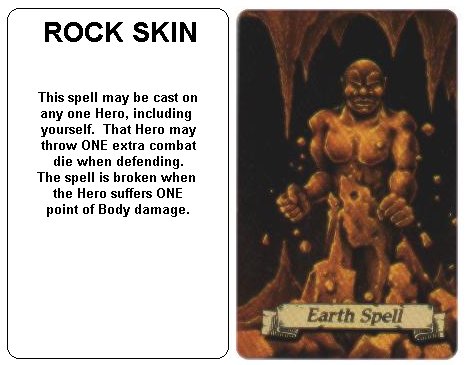 ROCK SKIN
This spell may be cast on
any one Hero, including
yourself. That Hero may
throw ONE extra combat
die when defending.
The spell is broken when
the Hero suffers ONE
point of Body damage.
Earth Spell